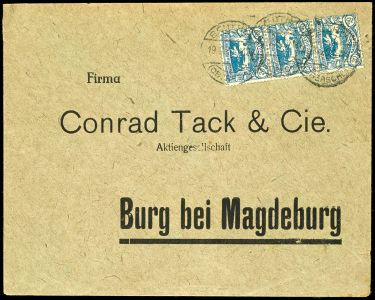 Firma
Conrad Tack & Cie.
Aktiengesellschaft
Burg bei Magdeburg